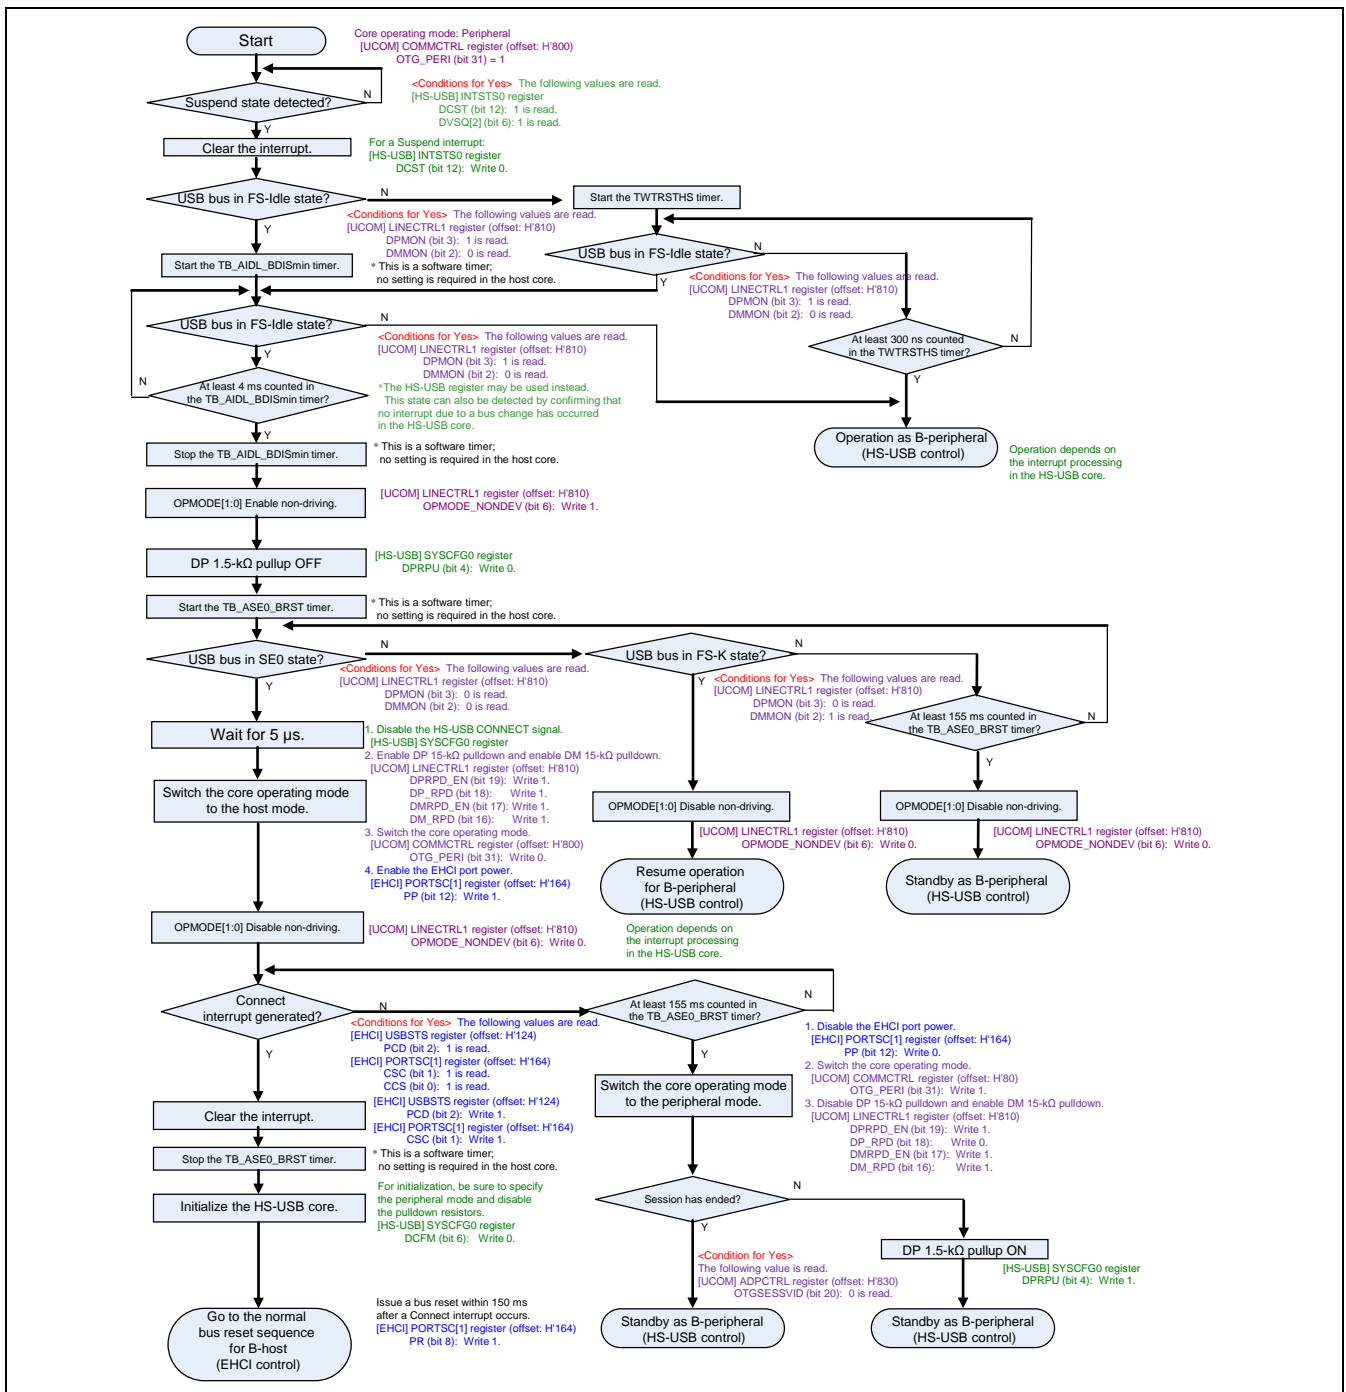 Start
Core operating mode: Peripheral
[UCOM] COMMCTRL register (offset: H'800)
OTG_PERI (bit 31) = 1
Suspend state detected?
N
Y
<Conditions for Yes> The following values are read.
[HS-USB] INTSTS0 register
DCST (bit 12): 1 is read.
DVSQ[2] (bit 6): 1 is read.
Clear the interrupt.
For a Suspend interrupt:
[HS-USB] INTSTS0 register
DCST (bit 12): Write 0.
USB bus in FS-Idle state?
N
Y
<Conditions for Yes> The following values are read.
[UCOM] LINECTRL1 register (offset: H'810)
DPMON (bit 3): 1 is read.
DMMON (bit 2): 0 is read.
Start the TWTRSTHS timer.
USB bus in FS-Idle state?
N
Y
<Conditions for Yes> The following values are read.
[UCOM] LINECTRL1 register (offset: H'810)
DPMON (bit 3): 1 is read.
DMMON (bit 2): 0 is read.
Start the TB_AIDL_BDISmin timer.
* This is a software timer;
no setting is required in the host core.
USB bus in FS-Idle state?
N
Y
<Conditions for Yes> The following values are read.
[UCOM] LINECTRL1 register (offset: H'810)
DPMON (bit 3): 1 is read.
DMMON (bit 2): 0 is read.
*The HS-USB register may be used instead.
This state can also be detected by confirming that
no interrupt due to a bus change has occurred
in the HS-USB core.
At least 300 ns counted
in the TWTRSTHS timer?
N
Y
At least 4 ms counted in
the TB_AIDL_BDISmin timer?
N
Y
Operation as B-peripheral
(HS-USB control)
Operation depends on
the interrupt processing
in the HS-USB core.
Stop the TB_AIDL_BDISmin timer.
* This is a software timer;
no setting is required in the host core.
OPMODE[1:0] Enable non-driving.
[UCOM] LINECTRL1 register (offset: H'810)
OPMODE_NONDEV (bit 6): Write 1.
DP 1.5-kΩ pullup OFF
[HS-USB] SYSCFG0 register
DPRPU (bit 4): Write 0.
Start the TB_ASE0_BRST timer.
* This is a software timer;
no setting is required in the host core.
USB bus in SE0 state?
N
Y
<Conditions for Yes> The following values are read.
[UCOM] LINECTRL1 register (offset: H'810)
DPMON (bit 3): 0 is read.
DMMON (bit 2): 0 is read.
USB bus in FS-K state?
N
Y
<Conditions for Yes> The following values are read.
[UCOM] LINECTRL1 register (offset: H'810)
DPMON (bit 3): 0 is read.
DMMON (bit 2): 1 is read.
At least 155 ms counted in
the TB_ASE0_BRST timer?
N
Y
Wait for 5 µs.
1. Disable the HS-USB CONNECT signal.
[HS-USB] SYSCFG0 register
2. Enable DP 15-kΩ pulldown and enable DM 15-kΩ pulldown.
[UCOM] LINECTRL1 register (offset: H'810)
DPRPD_EN (bit 19): Write 1.
DP_RPD (bit 18): Write 1.
DMRPD_EN (bit 17): Write 1.
DM_RPD (bit 16): Write 1.
3. Switch the core operating mode.
[UCOM] COMMCTRL register (offset: H'800)
OTG_PERI (bit 31): Write 0.
4. Enable the EHCI port power.
[EHCI] PORTSC[1] register (offset: H'164)
PP (bit 12): Write 1.
Switch the core operating mode
to the host mode.
OPMODE[1:0] Disable non-driving.
[UCOM] LINECTRL1 register (offset: H'810)
OPMODE_NONDEV (bit 6): Write 0.
OPMODE[1:0] Disable non-driving.
[UCOM] LINECTRL1 register (offset: H'810)
OPMODE_NONDEV (bit 6): Write 0.
Resume operation
for B-peripheral
(HS-USB control)
Operation depends on
the interrupt processing
in the HS-USB core.
Standby as B-peripheral
(HS-USB control)
OPMODE[1:0] Disable non-driving.
[UCOM] LINECTRL1 register (offset: H'810)
OPMODE_NONDEV (bit 6): Write 0.
Connect
interrupt generated?
N
Y
<Conditions for Yes> The following values are read.
[EHCI] USBSTS register (offset: H'124)
PCD (bit 2): 1 is read.
[EHCI] PORTSC[1] register (offset: H'164)
CSC (bit 1): 1 is read.
CCS (bit 0): 1 is read.
At least 155 ms counted in
the TB_ASE0_BRST timer?
N
Y
1. Disable the EHCI port power.
[EHCI] PORTSC[1] register (offset: H'164)
PP (bit 12): Write 0.
2. Switch the core operating mode.
[UCOM] COMMCTRL register (offset: H'80)
OTG_PERI (bit 31): Write 1.
3. Disable DP 15-kΩ pulldown and enable DM 15-kΩ pulldown.
[UCOM] LINECTRL1 register (offset: H'810)
DPRPD_EN (bit 19): Write 1.
DP_RPD (bit 18): Write 0.
DMRPD_EN (bit 17): Write 1.
DM_RPD (bit 16): Write 1.
Switch the core operating mode
to the peripheral mode.
Clear the interrupt.
[EHCI] USBSTS register (offset: H'124)
PCD (bit 2): Write 1.
[EHCI] PORTSC[1] register (offset: H'164)
CSC (bit 1): Write 1.
Stop the TB_ASE0_BRST timer.
* This is a software timer;
no setting is required in the host core.
Initialize the HS-USB core.
For initialization, be sure to specify
the peripheral mode and disable
the pulldown resistors.
[HS-USB] SYSCFG0 register
DCFM (bit 6): Write 0.
Session has ended?
N
Y
<Condition for Yes>
The following value is read.
[UCOM] ADPCTRL register (offset: H'830)
OTGSESSVID (bit 20): 0 is read.
DP 1.5-kΩ pullup ON
[HS-USB] SYSCFG0 register
DPRPU (bit 4): Write 1.
Go to the normal
bus reset sequence
for B-host
(EHCI control)
Issue a bus reset within 150 ms
after a Connect interrupt occurs.
[EHCI] PORTSC[1] register (offset: H'164)
PR (bit 8): Write 1.
Standby as B-peripheral
(HS-USB control)
Standby as B-peripheral
(HS-USB control)